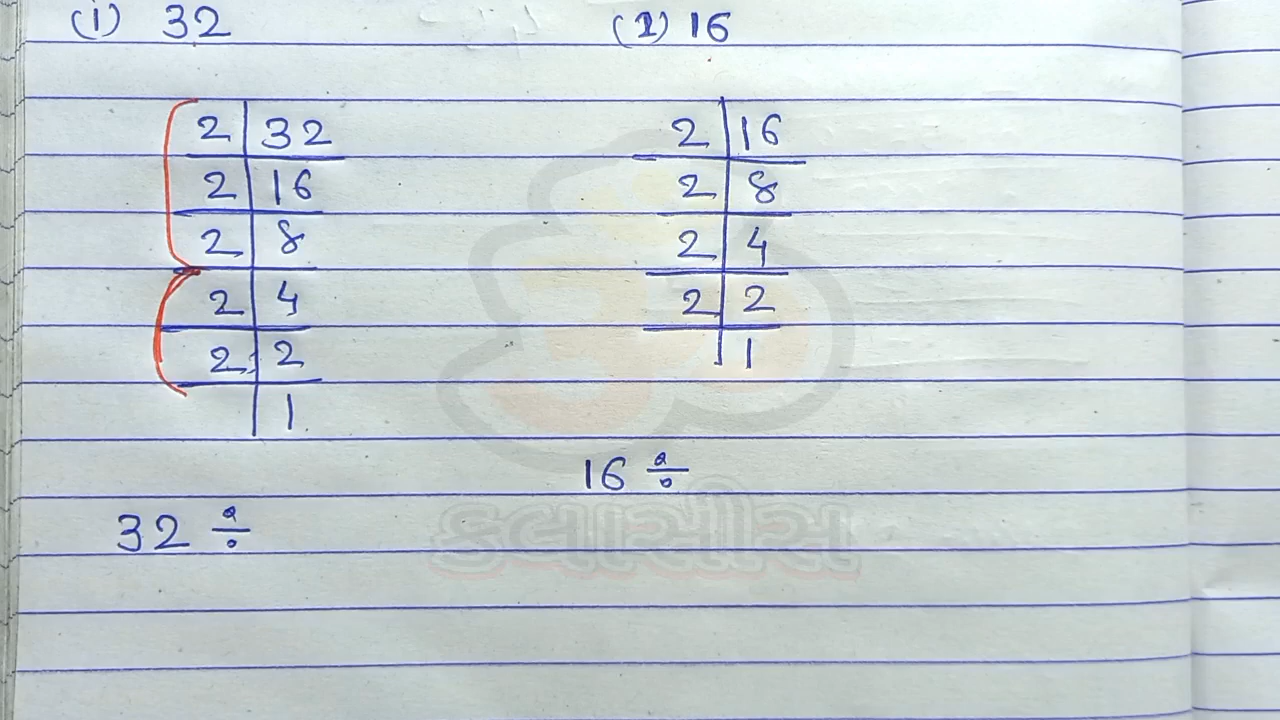 (i) 32
(1) 16
2 | 32
2 | 16
2 | 8
2 | 4
2 | 2
| 1
2 | 16
2 | 8
2 | 4
2 | 2
| 1
16 ÷
32 ÷